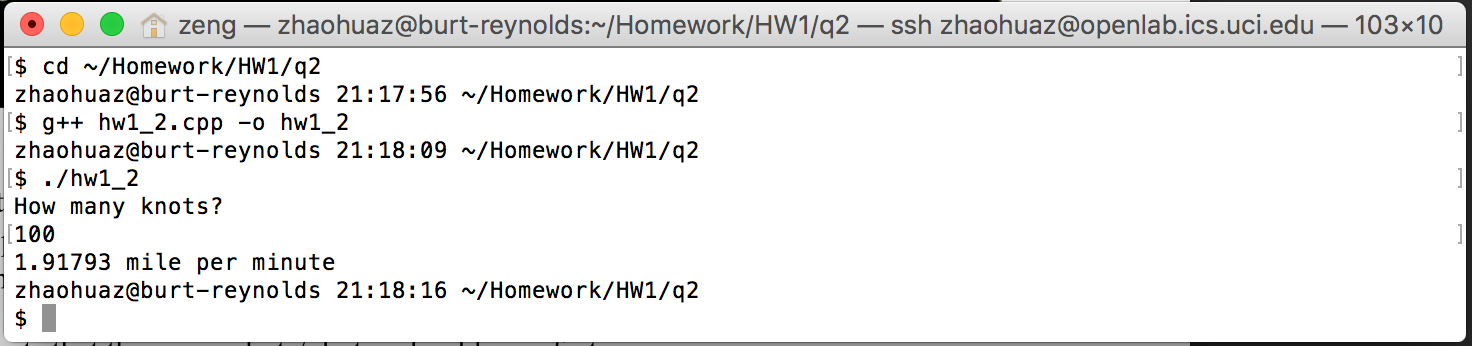 zeng — zhaohuaz@burt-reynolds:~/Homework/HW1/q2 — ssh zhaohuaz@openlab.ics.uci.edu — 103×10
[$ cd ~/Homework/HW1/q2 ]
zhaohuaz@burt-reynolds 21:17:56 ~/Homework/HW1/q2
[$ g++ hw1_2.cpp -o hw1_2 ]
zhaohuaz@burt-reynolds 21:18:09 ~/Homework/HW1/q2
[$ ./hw1_2 ]
How many knots?
[100 ]
1.91793 mile per minute
zhaohuaz@burt-reynolds 21:18:16 ~/Homework/HW1/q2
$